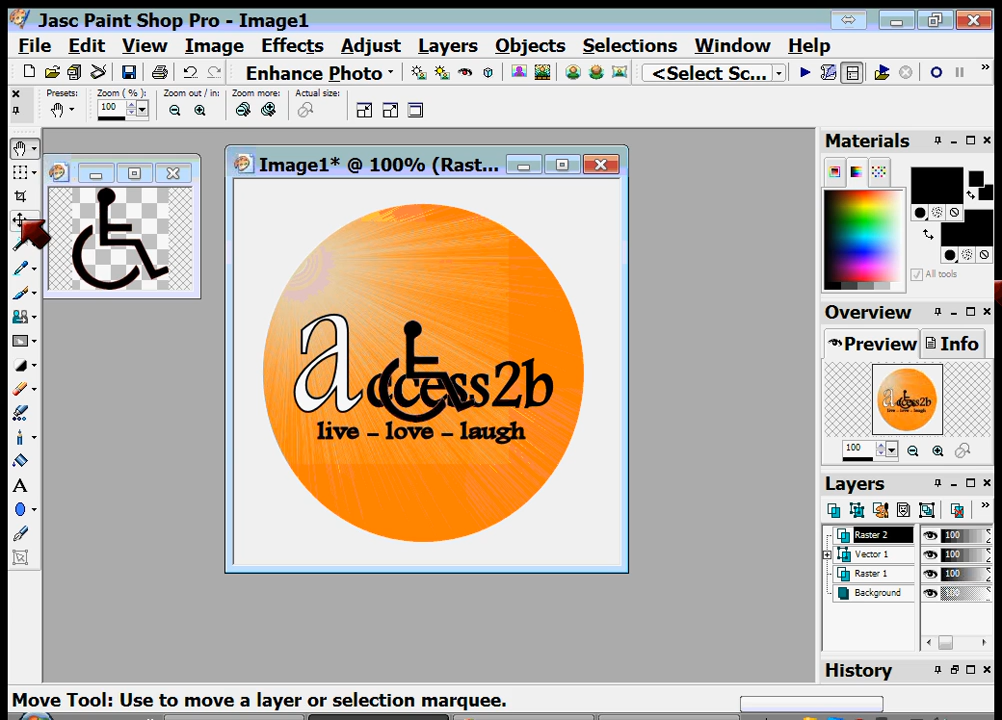 Jasc Paint Shop Pro - Image1
File Edit View Image Effects Adjust Layers Objects Selections Window Help
Enhance Photo <Select Sc...
Presets: Zoom ( % ): Zoom out / in: Zoom more: Actual size:
100
Materials
All tools
Image1* @ 100% (Rast...
access2b
live – love – laugh
Overview
Preview Info
100
Layers
Raster 2 100
Vector 1 100
Raster 1 100
Background 100
History
Move Tool: Use to move a layer or selection marquee.